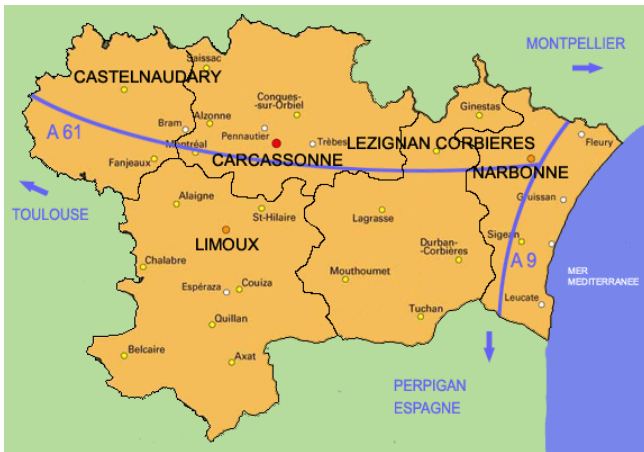 MONTPELLIER
Saissac
CASTELNAUDARY
Conques-
-sur-Orbiel
Ginestas
A 61
Bram
Alzonne
Pennautier
Trèbes
LEZIGNAN CORBIERES
Fleury
Montréal
Fanjeaux
CARCASSONNE
NARBONNE
TOULOUSE
Alaigne
St-Hilaire
Lagrasse
Gruissan
LIMOUX
Sigean
Durban-
Corbières
A 9
Chalabre
Mouthoumet
MER
MEDITERRANEE
Espéraza
Couiza
Leucate
Quillan
Tuchan
Belcaire
Axat
PERPIGAN
ESPAGNE